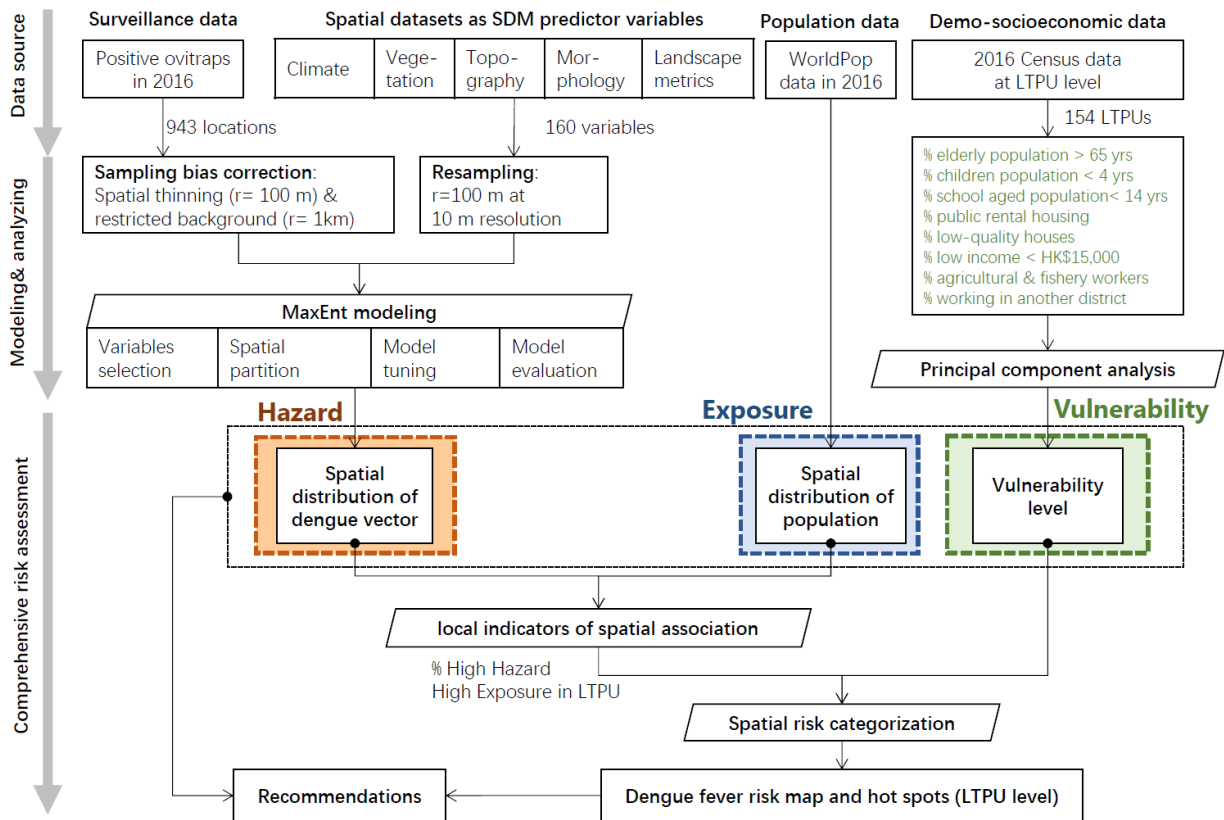 Data source
Surveillance data
Positive ovitraps
in 2016
943 locations
Spatial datasets as SDM predictor variables
Climate
Vege-
tation
Topo-
graphy
Mor-
phology
Landscape
metrics
160 variables
Population data
WorldPop
data in 2016
Demo-socioeconomic data
2016 Census data
at LTPU level
154 LTPUs
Modeling& analyzing
Sampling bias correction:
Spatial thinning (r= 100 m) &
restricted background (r= 1km)
Resampling:
r=100 m at
10 m resolution
% elderly population > 65 yrs
% children population < 4 yrs
% school aged population< 14 yrs
% public rental housing
% low-quality houses
% low income < HK$15,000
% agricultural & fishery workers
% working in another district
MaxEnt modeling
Variables
selection
Spatial
partition
Model
tuning
Model
evaluation
Principal component analysis
Comprehensive risk assessment
Hazard
Exposure
Vulnerability
Spatial
distribution of
dengue vector
Spatial
distribution of
population
Vulnerability
level
local indicators of spatial association
% High Hazard
High Exposure in LTPU
Spatial risk categorization
Recommendations
Dengue fever risk map and hot spots (LTPU level)